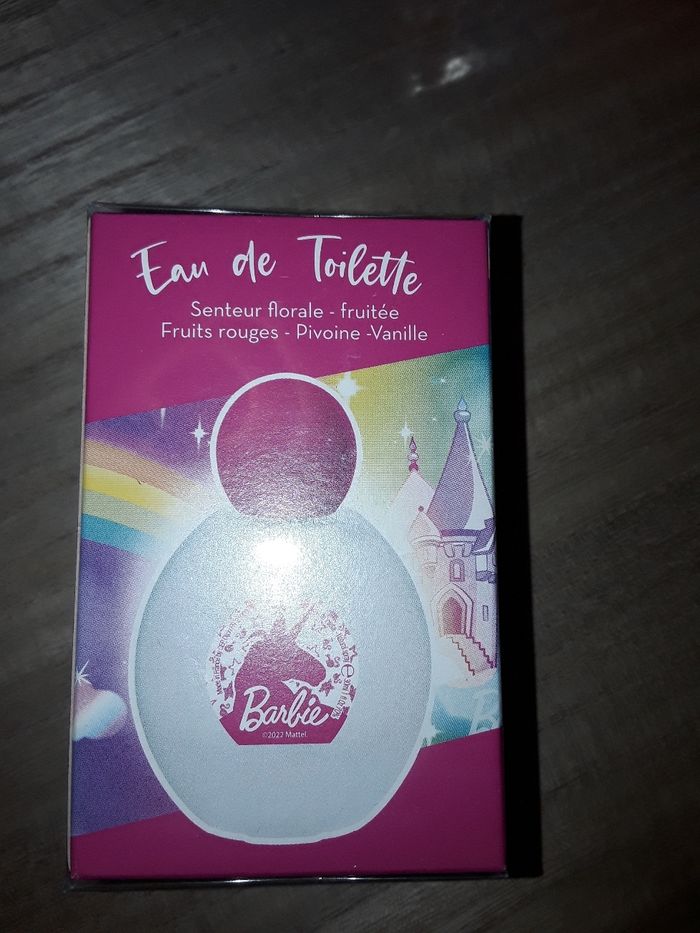 Eau de Toilette
Senteur florale - fruitée
Fruits rouges - Pivoine -Vanille
Barbie
©2022 Mattel.